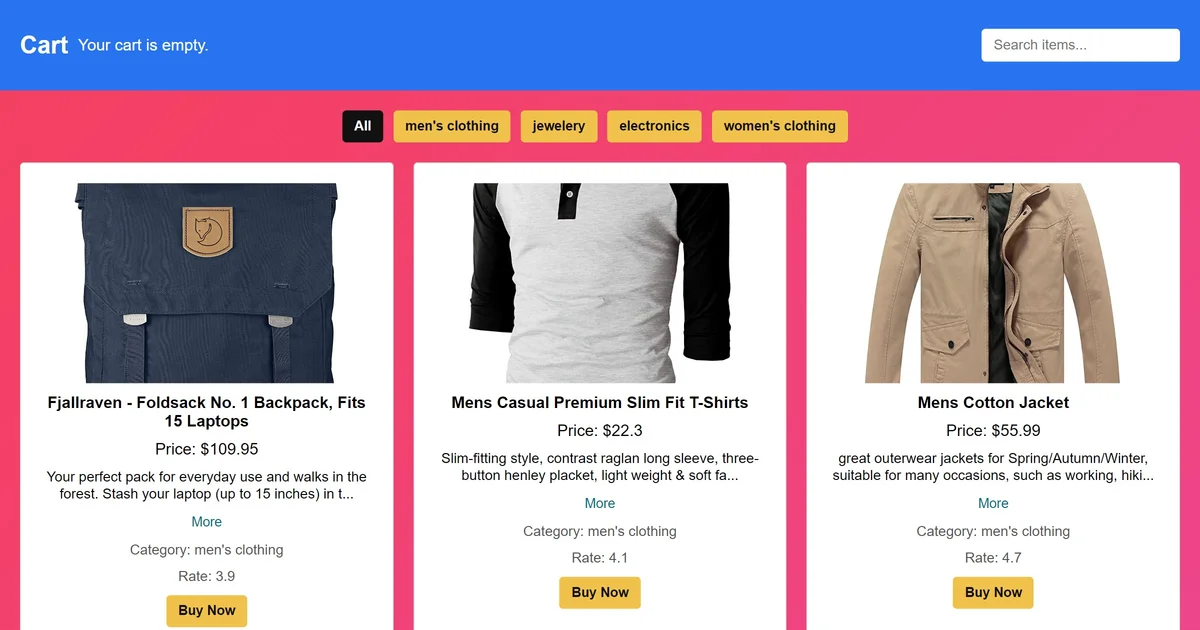 Cart Your cart is empty.
Search items...
All men's clothing jewelery electronics women's clothing
Fjallraven - Foldsack No. 1 Backpack, Fits
15 Laptops
Price: $109.95
Your perfect pack for everyday use and walks in the
forest. Stash your laptop (up to 15 inches) in t...
More
Category: men's clothing
Rate: 3.9
Buy Now
Mens Casual Premium Slim Fit T-Shirts
Price: $22.3
Slim-fitting style, contrast raglan long sleeve, three-
button henley placket, light weight & soft fa...
More
Category: men's clothing
Rate: 4.1
Buy Now
Mens Cotton Jacket
Price: $55.99
great outerwear jackets for Spring/Autumn/Winter,
suitable for many occasions, such as working, hiki...
More
Category: men's clothing
Rate: 4.7
Buy Now